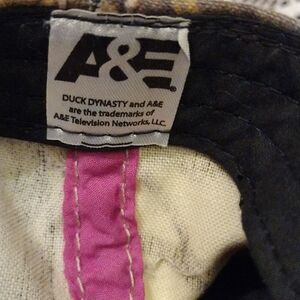 A&E
DUCK DYNASTY and A&E
are the trademarks of
A&E Television Networks, LLC.